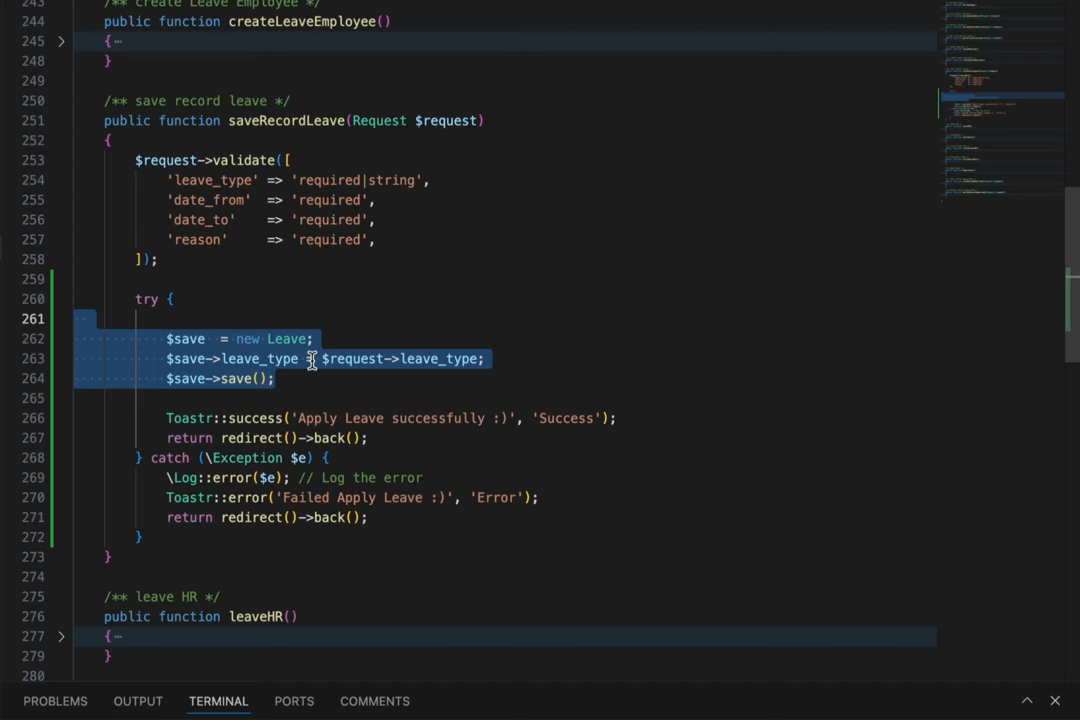 243 /** create Leave Employee */
244 public function createLeaveEmployee()
245 { ⋯
248 }
249
250 /** save record leave */
251 public function saveRecordLeave(Request $request)
252 {
253 $request->validate([
254 'leave_type' => 'required|string',
255 'date_from' => 'required',
256 'date_to' => 'required',
257 'reason' => 'required',
258 ]);
259
260 try {
261
262 $save = new Leave;
263 $save->leave_type = $request->leave_type;
264 $save->save();
265
266 Toastr::success('Apply Leave successfully :)', 'Success');
267 return redirect()->back();
268 } catch (\Exception $e) {
269 \Log::error($e); // Log the error
270 Toastr::error('Failed Apply Leave :)', 'Error');
271 return redirect()->back();
272 }
273 }
274
275 /** leave HR */
276 public function leaveHR()
277 { ⋯
279 }
280
PROBLEMS OUTPUT TERMINAL PORTS COMMENTS